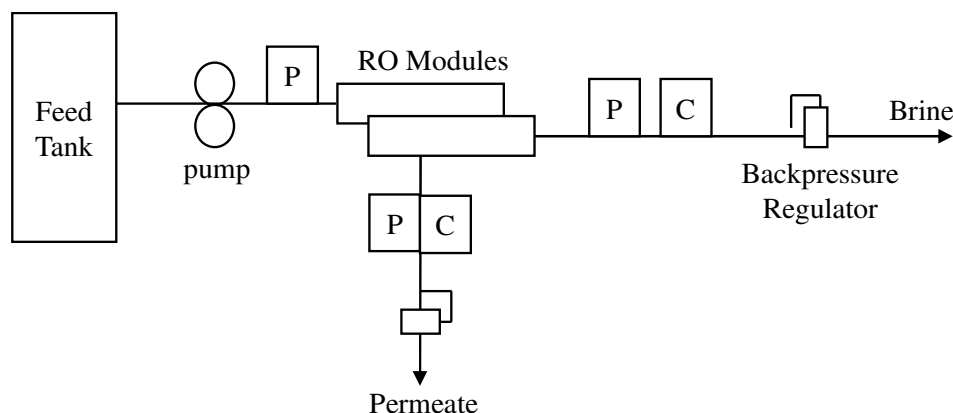 Feed
Tank
pump
P
RO Modules
P
C
Brine
Backpressure
Regulator
P
C
Permeate